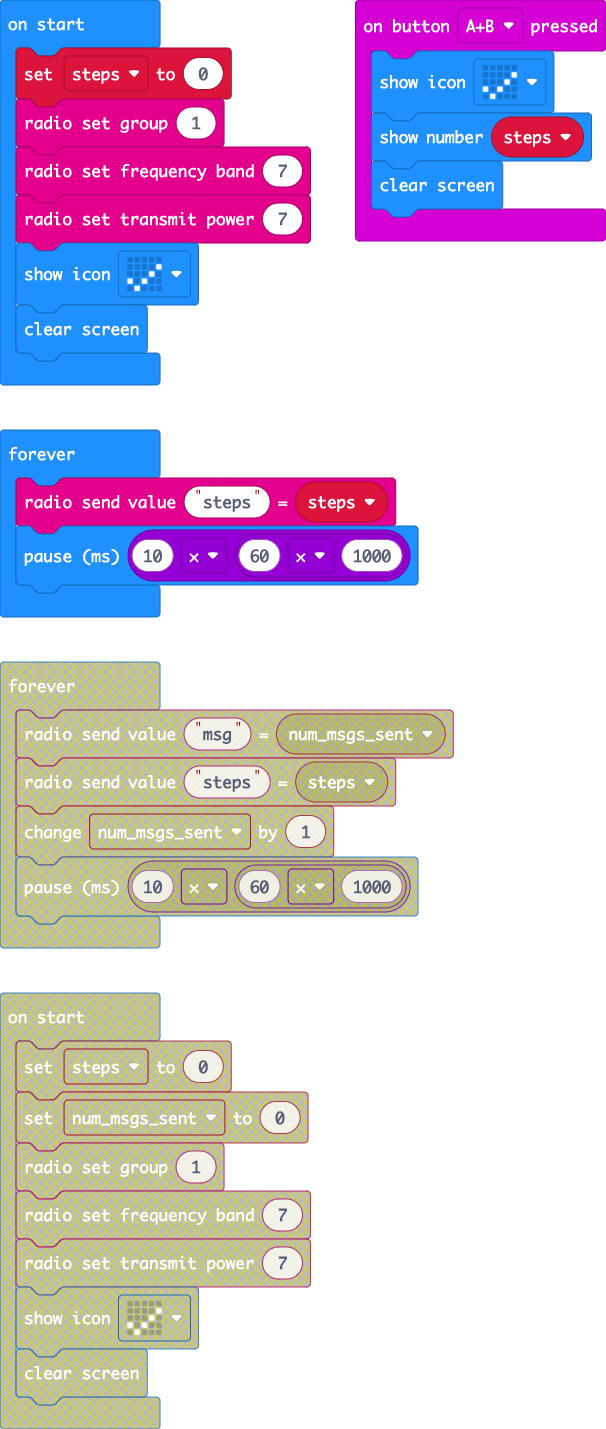 on start
set steps to 0
radio set group 1
radio set frequency band 7
radio set transmit power 7
show icon
clear screen
on button A+B pressed
show icon
show number steps
clear screen
forever
radio send value "steps" = steps
pause (ms) 10 × 60 × 1000
forever
radio send value "msg" = num_msgs_sent
radio send value "steps" = steps
change num_msgs_sent by 1
pause (ms) 10 × 60 × 1000
on start
set steps to 0
set num_msgs_sent to 0
radio set group 1
radio set frequency band 7
radio set transmit power 7
show icon
clear screen